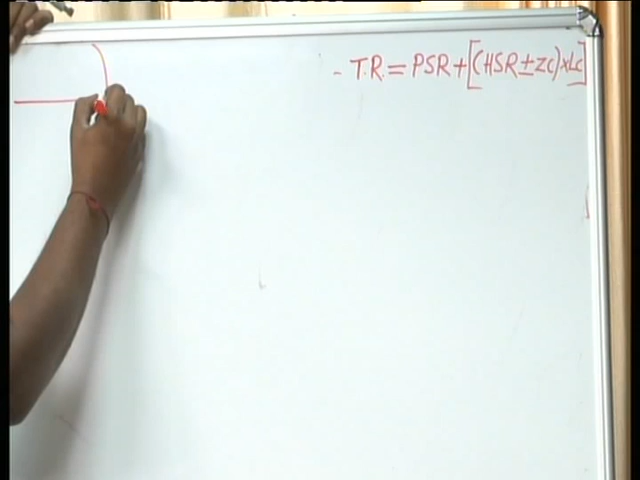 - T.R. = PSR + [(HSR ± ZC) × LC]